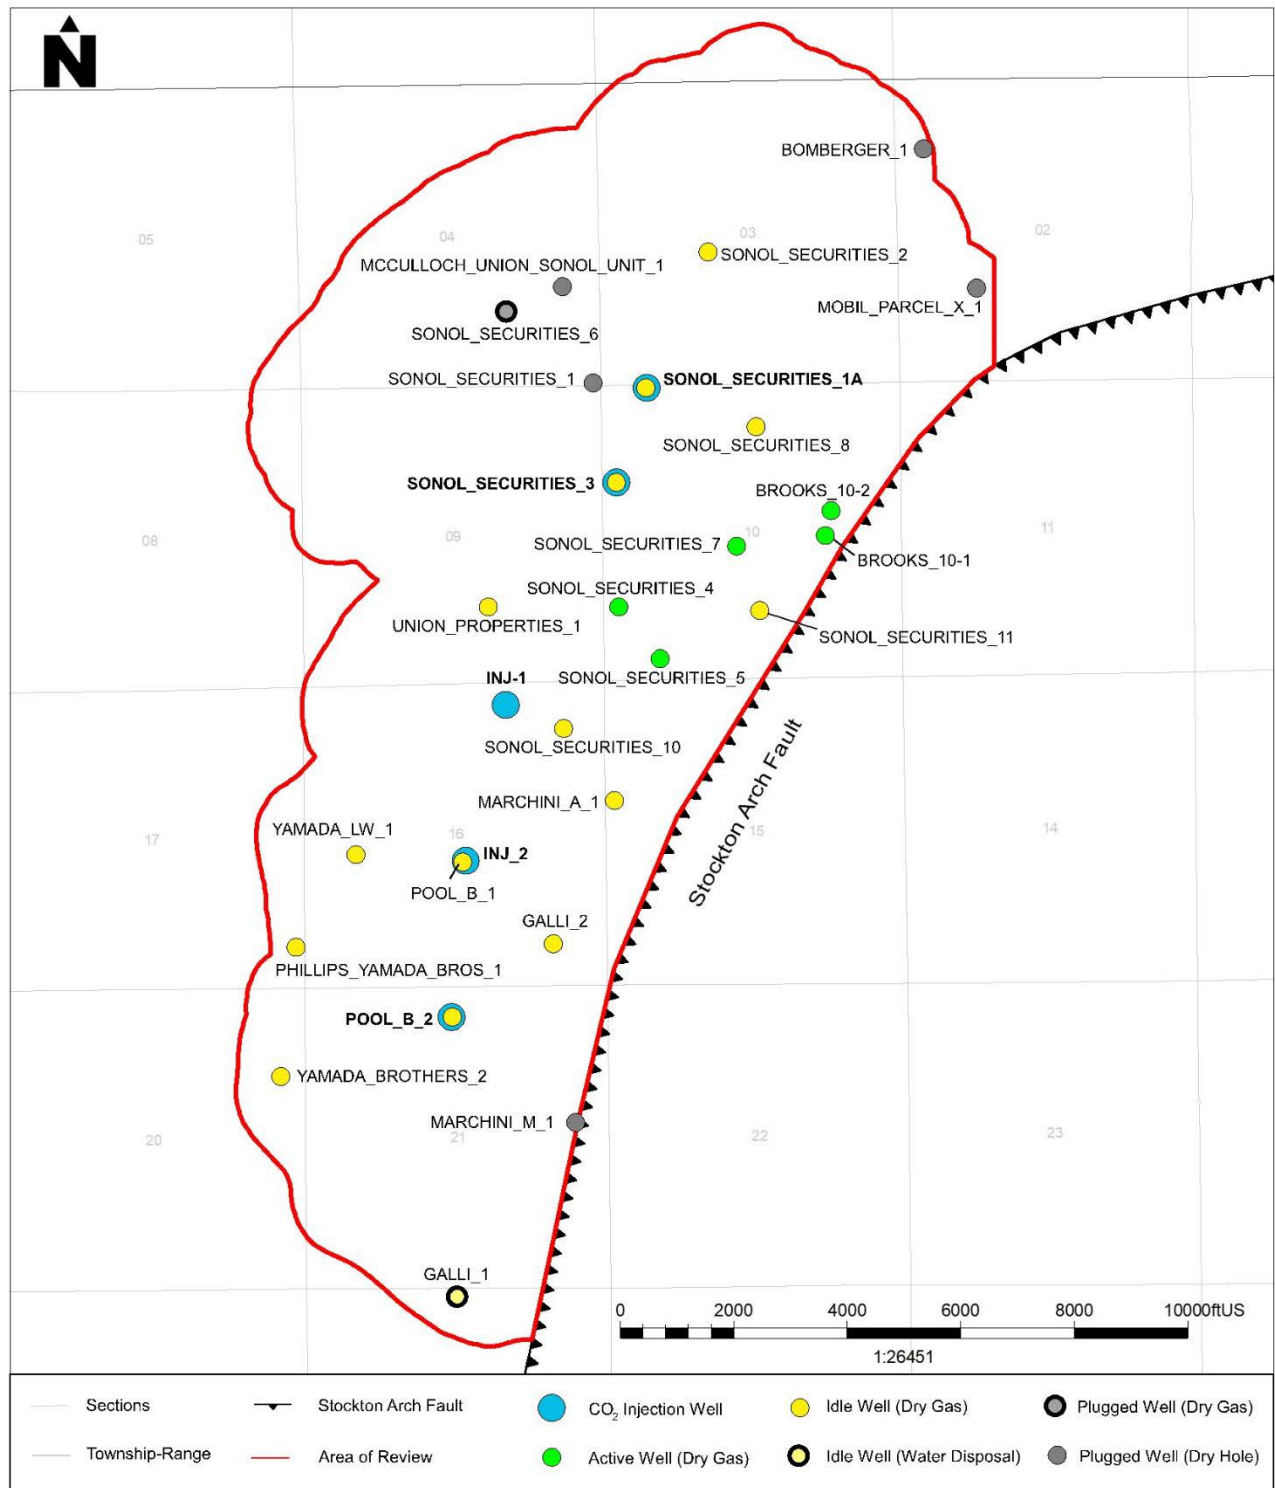 N
BOMBERGER_1
05
04
03
02
SONOL_SECURITIES_2
MCCULLOCH_UNION_SONOL_UNIT_1
MOBIL_PARCEL_X_1
SONOL_SECURITIES_6
SONOL_SECURITIES_1
SONOL_SECURITIES_1A
SONOL_SECURITIES_8
SONOL_SECURITIES_3
BROOKS_10-2
08
09
10
11
SONOL_SECURITIES_7
BROOKS_10-1
SONOL_SECURITIES_4
UNION_PROPERTIES_1
SONOL_SECURITIES_11
INJ-1
SONOL_SECURITIES_5
SONOL_SECURITIES_10
MARCHINI_A_1
Stockton Arch Fault
17
16
15
14
YAMADA_LW_1
INJ_2
POOL_B_1
GALLI_2
PHILLIPS_YAMADA_BROS_1
POOL_B_2
YAMADA_BROTHERS_2
MARCHINI_M_1
20
21
22
23
GALLI_1
0 2000 4000 6000 8000 10000ftUS
1:26451
Sections
Stockton Arch Fault
CO₂ Injection Well
Idle Well (Dry Gas)
Plugged Well (Dry Gas)
Township-Range
Area of Review
Active Well (Dry Gas)
Idle Well (Water Disposal)
Plugged Well (Dry Hole)